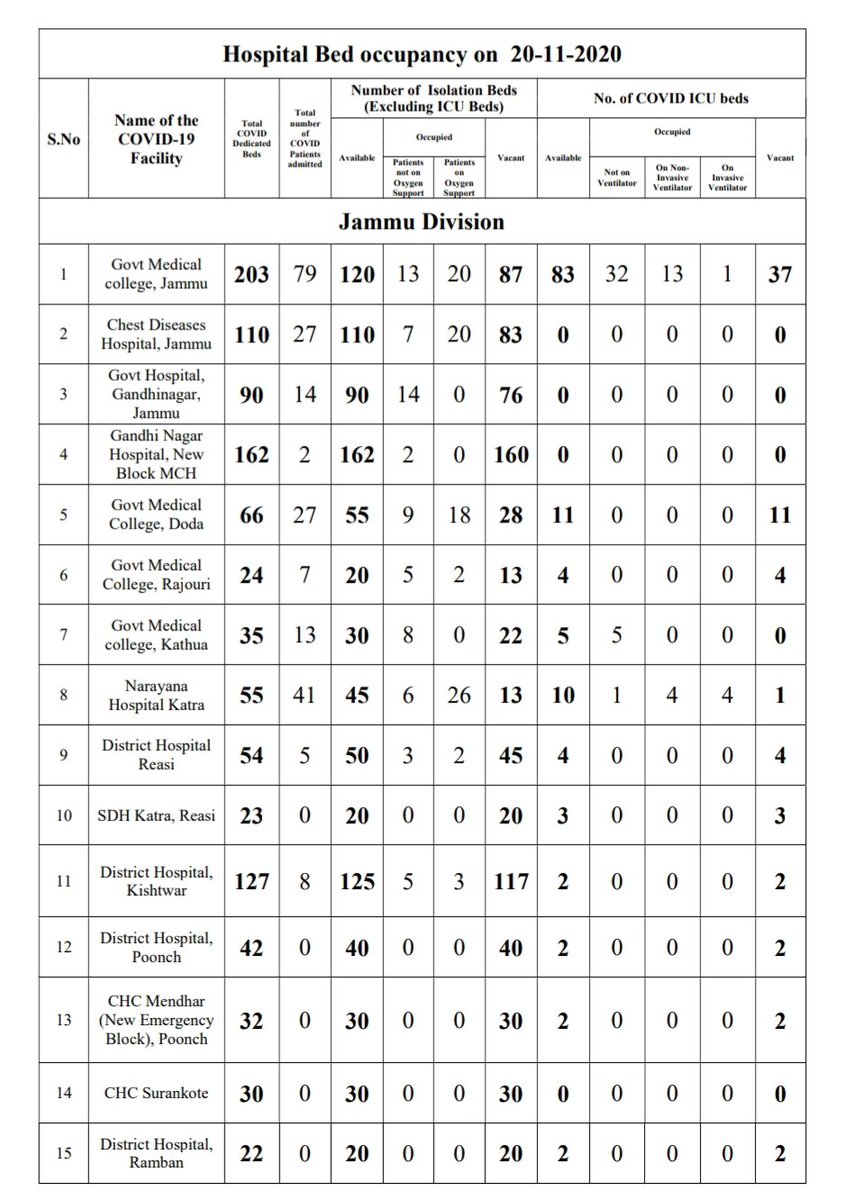 Hospital Bed occupancy on 20-11-2020
S.No
Name of the
COVID-19
Facility
Total
COVID
Dedicated
Beds
Total
number
of
COVID
Patients
admitted
Number of Isolation Beds
(Excluding ICU Beds)
No. of COVID ICU beds
Available
Occupied
Vacant
Available
Occupied
Vacant
Patients
not on
Oxygen
Support
Patients
on
Oxygen
Support
Not on
Ventilator
On Non-
Invasive
Ventilator
On
Invasive
Ventilator
Jammu Division
1 Govt Medical
college, Jammu 203 79 120 13 20 87 83 32 13 1 37
2 Chest Diseases
Hospital, Jammu 110 27 110 7 20 83 0 0 0 0 0
3 Govt Hospital,
Gandhinagar,
Jammu 90 14 90 14 0 76 0 0 0 0 0
4 Gandhi Nagar
Hospital, New
Block MCH 162 2 162 2 0 160 0 0 0 0 0
5 Govt Medical
College, Doda 66 27 55 9 18 28 11 0 0 0 11
6 Govt Medical
College, Rajouri 24 7 20 5 2 13 4 0 0 0 4
7 Govt Medical
college, Kathua 35 13 30 8 0 22 5 5 0 0 0
8 Narayana
Hospital Katra 55 41 45 6 26 13 10 1 4 4 1
9 District Hospital
Reasi 54 5 50 3 2 45 4 0 0 0 4
10 SDH Katra, Reasi 23 0 20 0 0 20 3 0 0 0 3
11 District Hospital,
Kishtwar 127 8 125 5 3 117 2 0 0 0 2
12 District Hospital,
Poonch 42 0 40 0 0 40 2 0 0 0 2
13 CHC Mendhar
(New Emergency
Block), Poonch 32 0 30 0 0 30 2 0 0 0 2
14 CHC Surankote 30 0 30 0 0 30 0 0 0 0 0
15 District Hospital,
Ramban 22 0 20 0 0 20 2 0 0 0 2